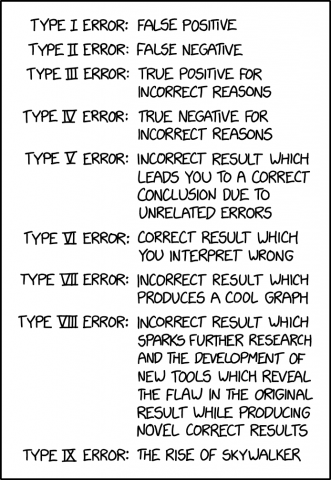 TYPE I ERROR: FALSE POSITIVE
TYPE II ERROR: FALSE NEGATIVE
TYPE III ERROR: TRUE POSITIVE FOR
INCORRECT REASONS
TYPE IV ERROR: TRUE NEGATIVE FOR
INCORRECT REASONS
TYPE V ERROR: INCORRECT RESULT WHICH
LEADS YOU TO A CORRECT
CONCLUSION DUE TO
UNRELATED ERRORS
TYPE VI ERROR: CORRECT RESULT WHICH
YOU INTERPRET WRONG
TYPE VII ERROR: INCORRECT RESULT WHICH
PRODUCES A COOL GRAPH
TYPE VIII ERROR: INCORRECT RESULT WHICH
SPARKS FURTHER RESEARCH
AND THE DEVELOPMENT OF
NEW TOOLS WHICH REVEAL
THE FLAW IN THE ORIGINAL
RESULT WHILE PRODUCING
NOVEL CORRECT RESULTS
TYPE IX ERROR: THE RISE OF SKYWALKER